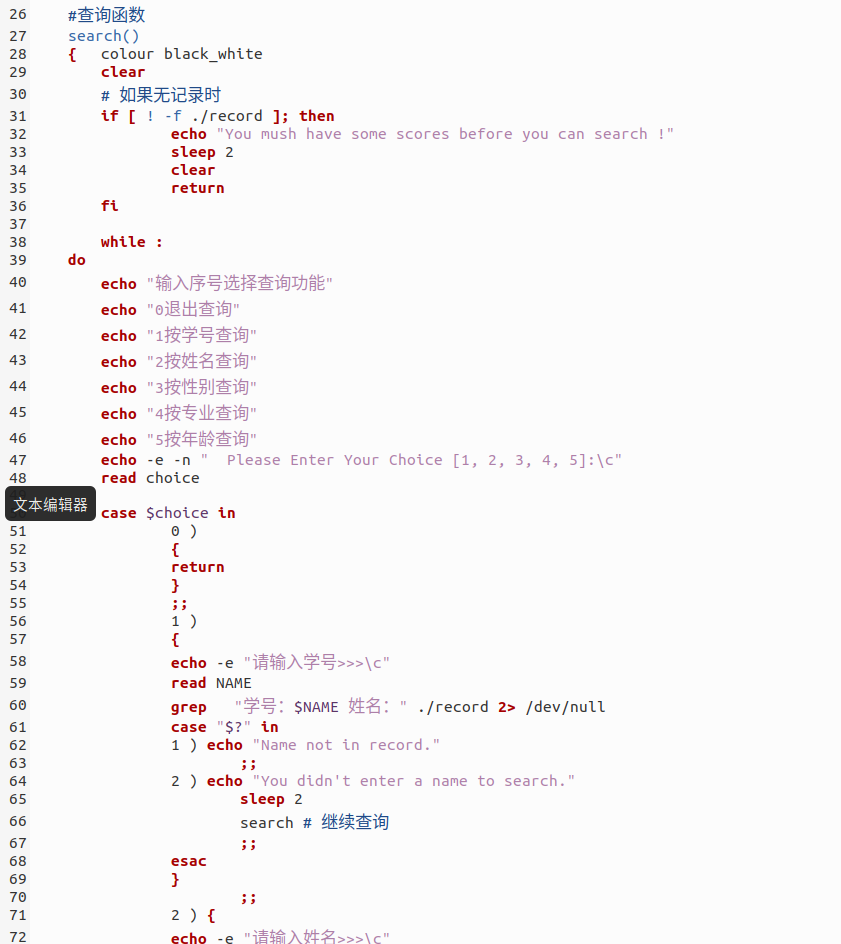 26 #查询函数
27 search()
28 { colour black_white
29 clear
30 # 如果无记录时
31 if [ ! -f ./record ]; then
32 echo "You mush have some scores before you can search !"
33 sleep 2
34 clear
35 return
36 fi
37
38 while :
39 do
40 echo "输入序号选择查询功能"
41 echo "0退出查询"
42 echo "1按学号查询"
43 echo "2按姓名查询"
44 echo "3按性别查询"
45 echo "4按专业查询"
46 echo "5按年龄查询"
47 echo -e -n "  Please Enter Your Choice [1, 2, 3, 4, 5]:\c"
48 read choice
文本编辑器
case $choice in
51 0 )
52 {
53 return
54 }
55 ;;
56 1 )
57 {
58 echo -e "请输入学号>>>\c"
59 read NAME
60 grep   "学号：$NAME 姓名：" ./record 2> /dev/null
61 case "$?" in
62 1 ) echo "Name not in record."
63 ;;
64 2 ) echo "You didn't enter a name to search."
65 sleep 2
66 search # 继续查询
67 ;;
68 esac
69 }
70 ;;
71 2 ) {
72 echo -e "请输入姓名>>>\c"